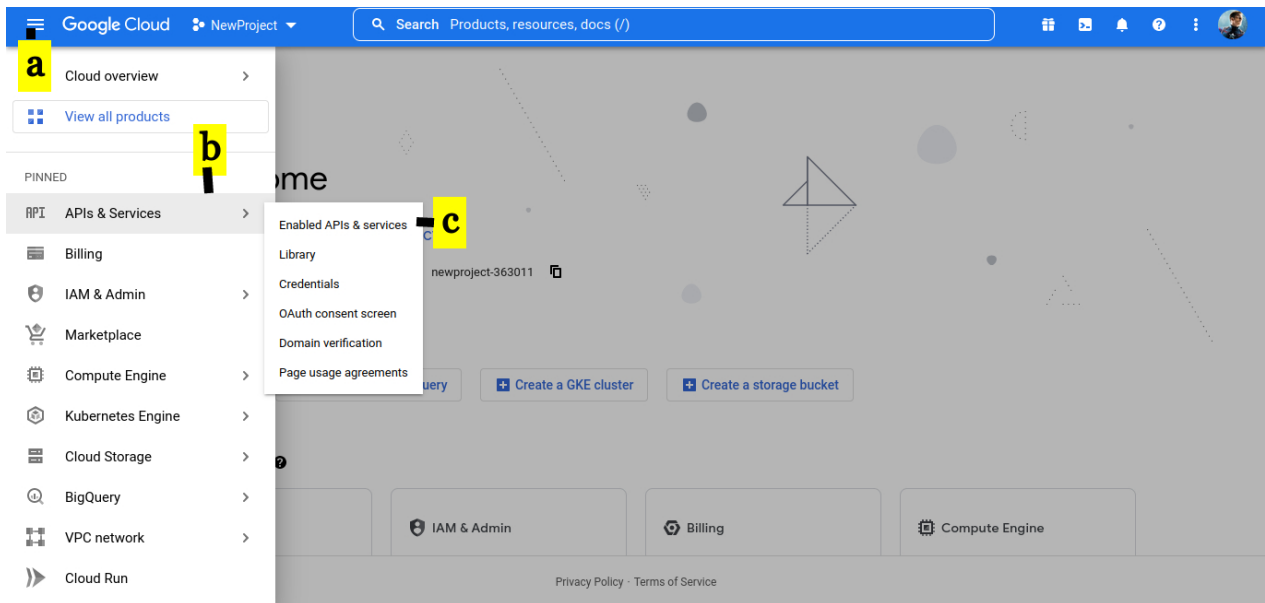 Google Cloud NewProject Search Products, resources, docs (/)
a
Cloud overview
View all products
b
PINNED
ome
API APIs & Services
Enabled APIs & services
c
C
Billing
Library
newproject-363011
Credentials
IAM & Admin
OAuth consent screen
Marketplace
Domain verification
Compute Engine
Page usage agreements
uery
Create a GKE cluster
Create a storage bucket
Kubernetes Engine
Cloud Storage
BigQuery
IAM & Admin
Billing
Compute Engine
VPC network
Cloud Run
Privacy Policy · Terms of Service